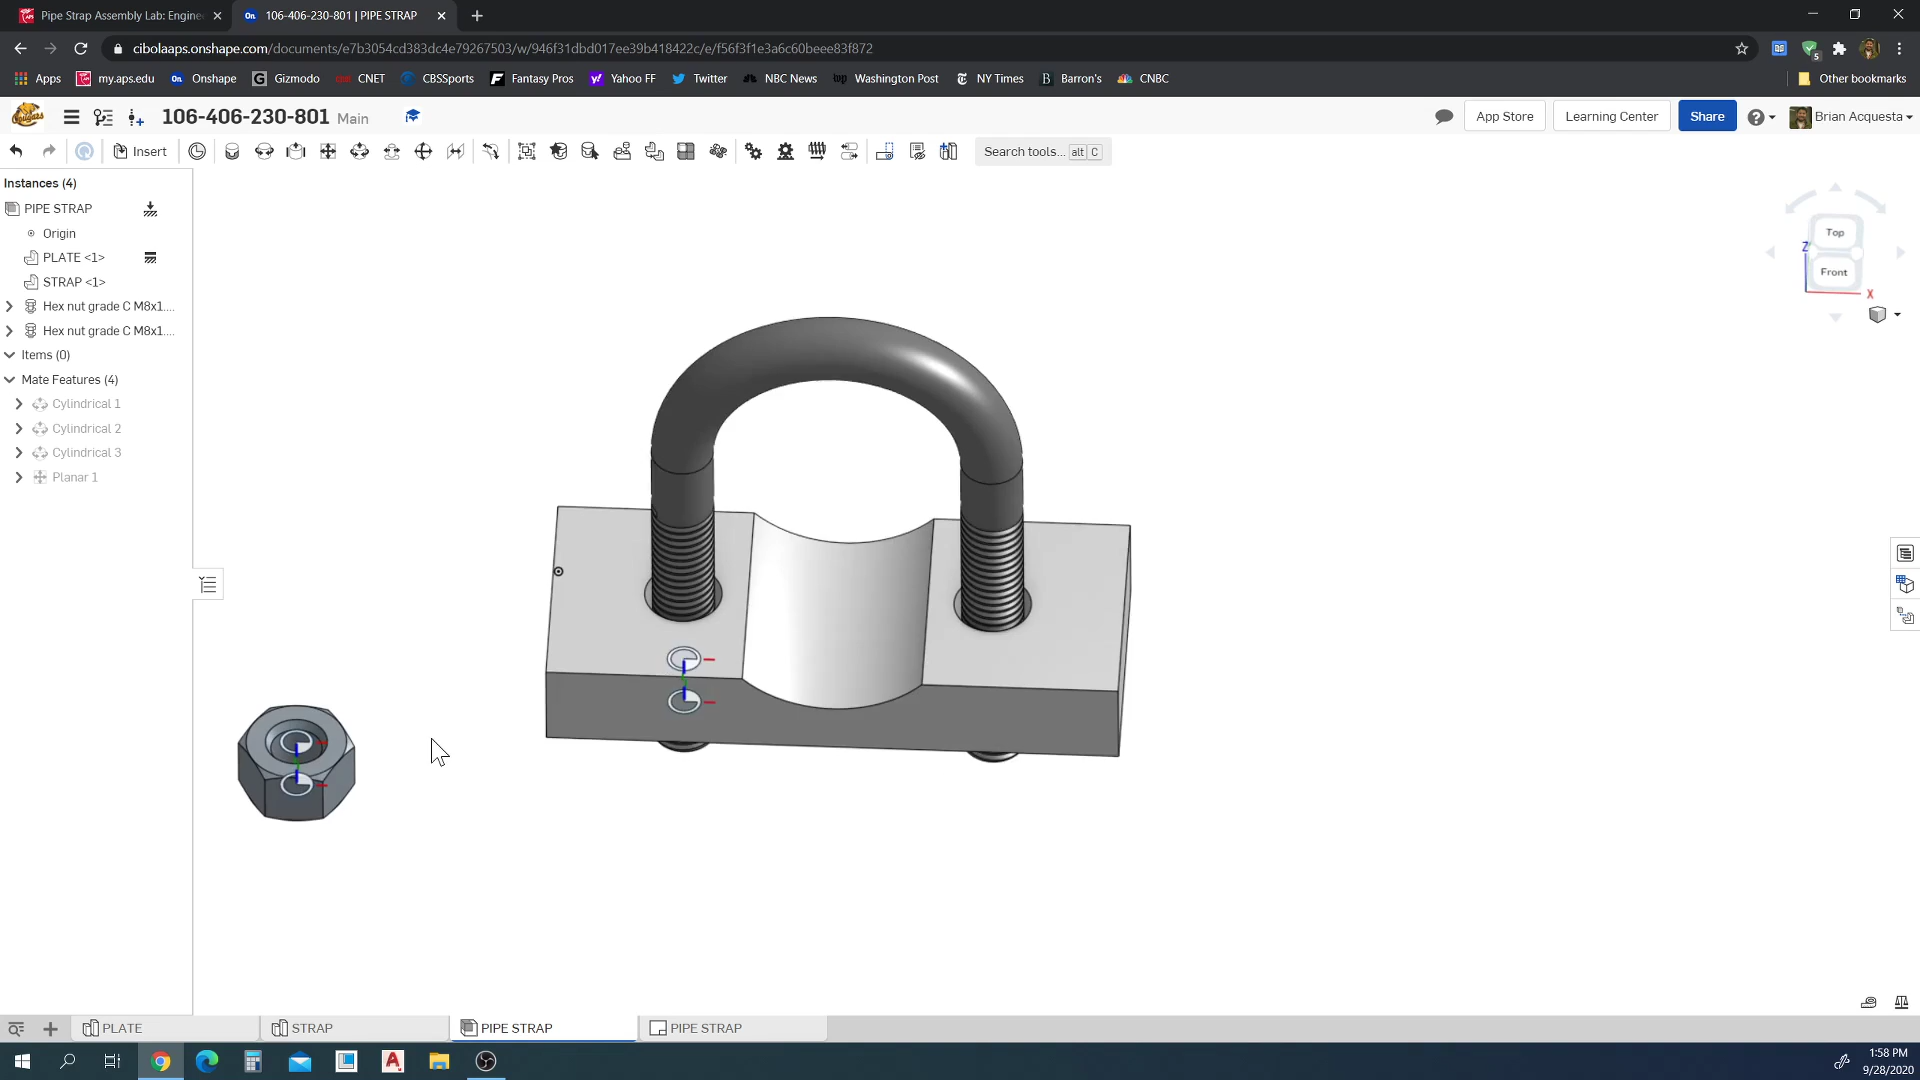 Pipe Strap Assembly Lab: Engine
106-406-230-801 | PIPE STRAP
cibolaaps.onshape.com/documents/e7b3054cd383dc4e79267503/w/946f31dbd017ee39b418422c/e/f56f3f1e3a6c60beee83f872
5
Apps
my.aps.edu
Onshape
Gizmodo
CNET
CBSSports
Fantasy Pros
Yahoo FF
Twitter
NBC News
Washington Post
NY Times
Barron's
CNBC
Other bookmarks
106-406-230-801 Main
App Store
Learning Center
Share
Brian Acquesta
Insert
Search tools... alt C
Instances (4)
PIPE STRAP
Origin
PLATE <1>
STRAP <1>
Hex nut grade C M8x1....
Hex nut grade C M8x1....
Items (0)
Mate Features (4)
Cylindrical 1
Cylindrical 2
Cylindrical 3
Planar 1
Top
Z
Front
X
PLATE
STRAP
PIPE STRAP
PIPE STRAP
1:58 PM
9/28/2020